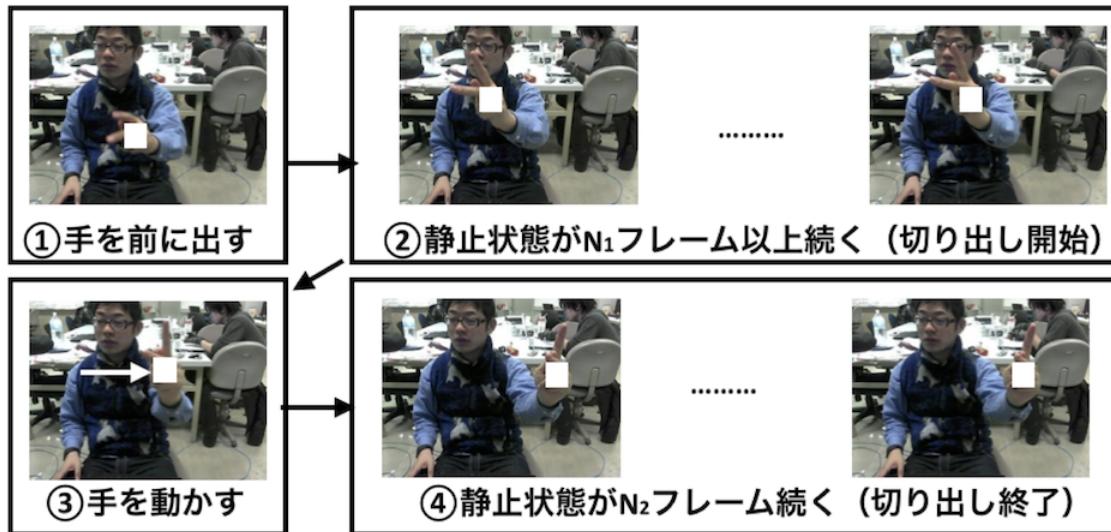 ①手を前に出す
………
②静止状態がN₁フレーム以上続く（切り出し開始）
③手を動かす
………
④静止状態がN₂フレーム続く（切り出し終了）